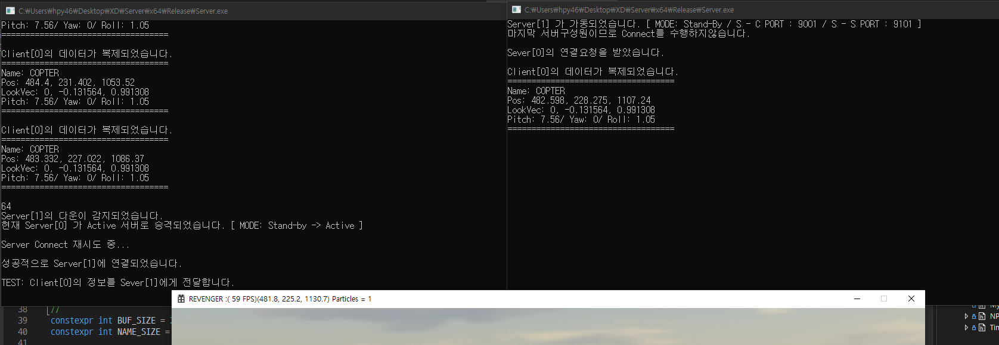 C:₩Users₩hpy46₩Desktop₩XD₩Server₩x64₩Release₩Server.exe
Pitch: 7.56/ Yaw: 0/ Roll: 1.05
===================================
Client[0]의 데이터가 복제되었습니다.
===================================
Name: COPTER
Pos: 484.4, 231.402, 1053.52
LookVec: 0, -0.131564, 0.991308
Pitch: 7.56/ Yaw: 0/ Roll: 1.05
===================================
Client[0]의 데이터가 복제되었습니다.
===================================
Name: COPTER
Pos: 483.332, 227.022, 1086.37
LookVec: 0, -0.131564, 0.991308
Pitch: 7.56/ Yaw: 0/ Roll: 1.05
===================================
64
Server[1]의 다운이 감지되었습니다.
현재 Server[0] 가 Active 서버로 승격되었습니다. [ MODE: Stand-by -> Active ]
Server Connect 재시도 중...
성공적으로 Server[1]에 연결되었습니다.
TEST: Client[0]의 정보를 Sever[1]에게 전달합니다.
C:₩Users₩hpy46₩Desktop₩XD₩Server₩x64₩Release₩Server.exe
Server[1] 가 가동되었습니다. [ MODE: Stand-By / S - C PORT : 9001 / S - S PORT : 9101 ]
마지막 서버구성원이므로 Connect를 수행하지않습니다.
Sever[0]의 연결요청을 받았습니다.
Client[0]의 데이터가 복제되었습니다.
===================================
Name: COPTER
Pos: 482.598, 228.275, 1107.24
LookVec: 0, -0.131564, 0.991308
Pitch: 7.56/ Yaw: 0/ Roll: 1.05
===================================
REVENGER :( 59 FPS)(481.8, 225.2, 1130.7) Particles = 1
38 //
39 constexpr int BUF_SIZE =
40 constexpr int NAME_SIZE =
41
NP